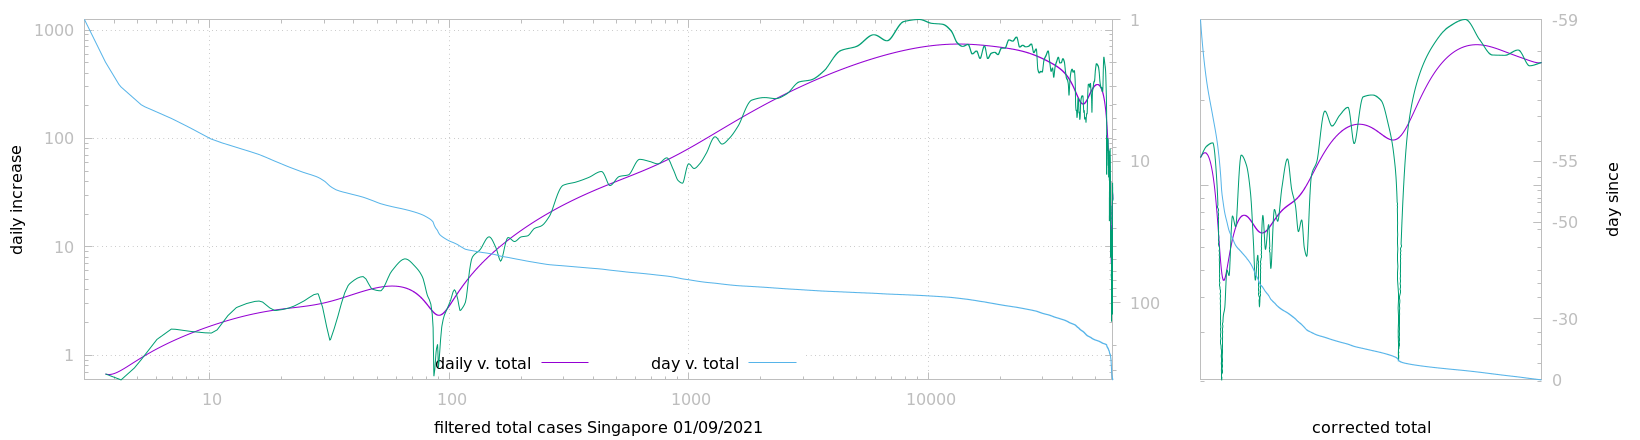 1000
100
10
1
daily increase
10
100
1000
10000
filtered total cases Singapore 01/09/2021
daily v. total
day v. total
1
10
100
-59
-55
-50
-30
0
day since
corrected total